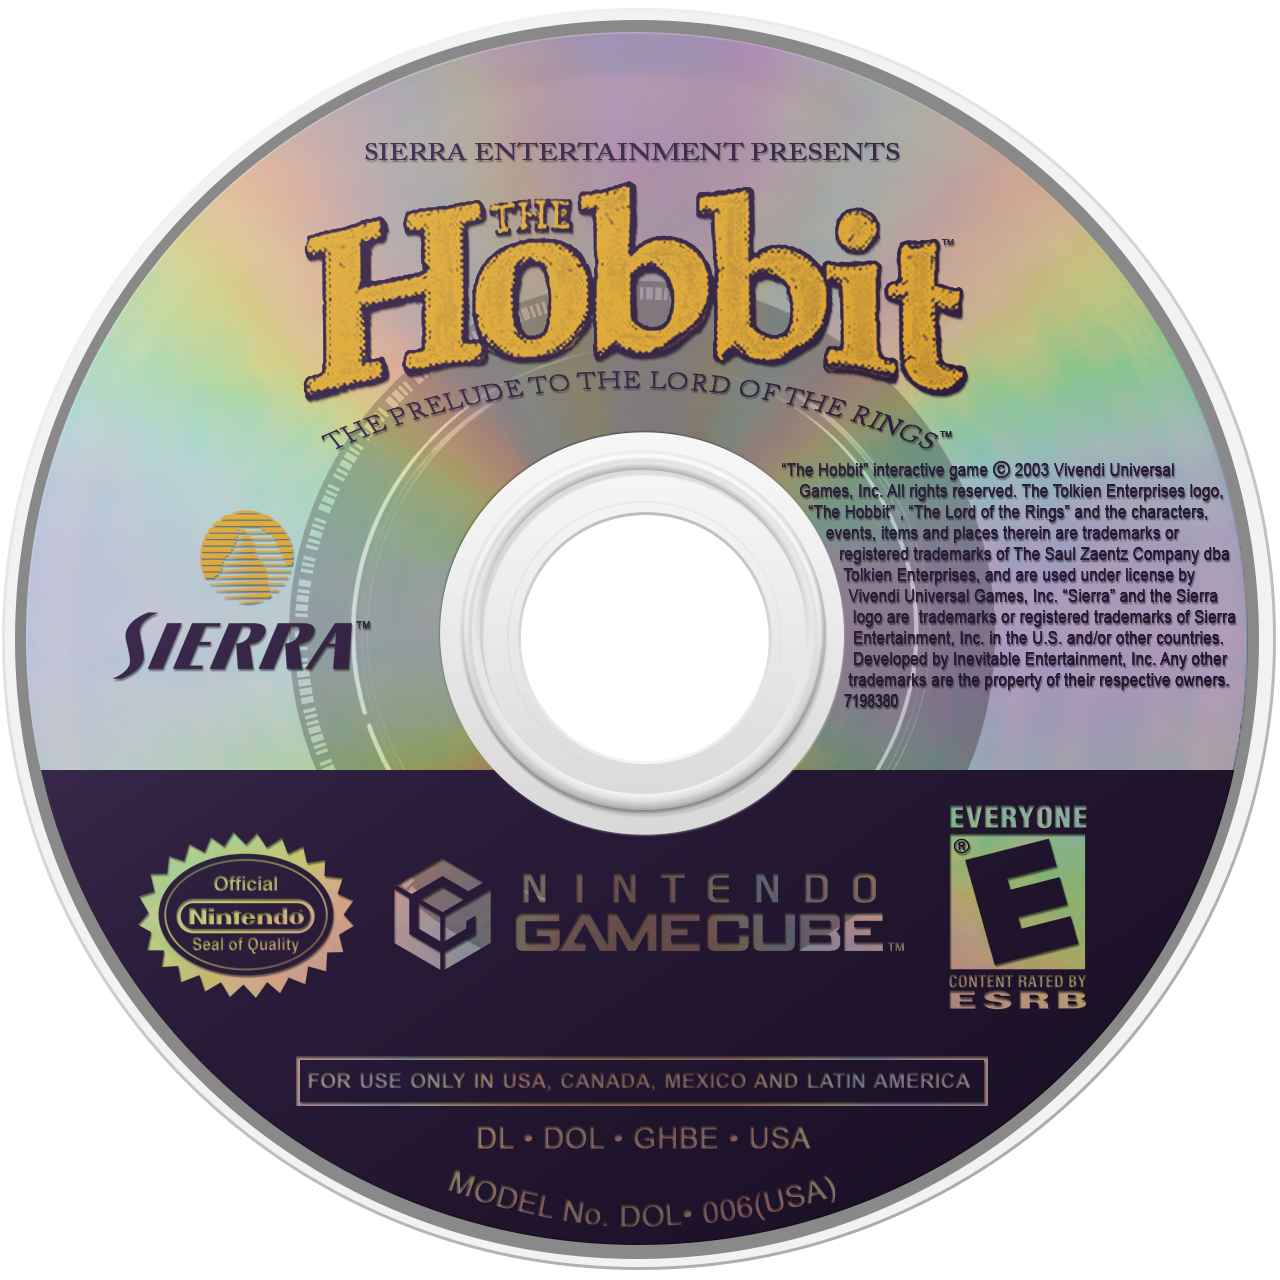 SIERRA ENTERTAINMENT PRESENTS
THE
Hobbit™
THE PRELUDE TO THE LORD OF THE RINGS™
“The Hobbit” interactive game © 2003 Vivendi Universal
Games, Inc. All rights reserved. The Tolkien Enterprises logo,
“The Hobbit” , “The Lord of the Rings” and the characters,
events, items and places therein are trademarks or
registered trademarks of The Saul Zaentz Company dba
Tolkien Enterprises, and are used under license by
Vivendi Universal Games, Inc. “Sierra” and the Sierra
logo are trademarks or registered trademarks of Sierra
Entertainment, Inc. in the U.S. and/or other countries.
Developed by Inevitable Entertainment, Inc. Any other
trademarks are the property of their respective owners.
7198380
SIERRA™
Official
Nintendo®
Seal of Quality
NINTENDO
GAMECUBE™
EVERYONE
E®
CONTENT RATED BY
ESRB
FOR USE ONLY IN USA, CANADA, MEXICO AND LATIN AMERICA
DL • DOL • GHBE • USA
MODEL No. DOL• 006(USA)